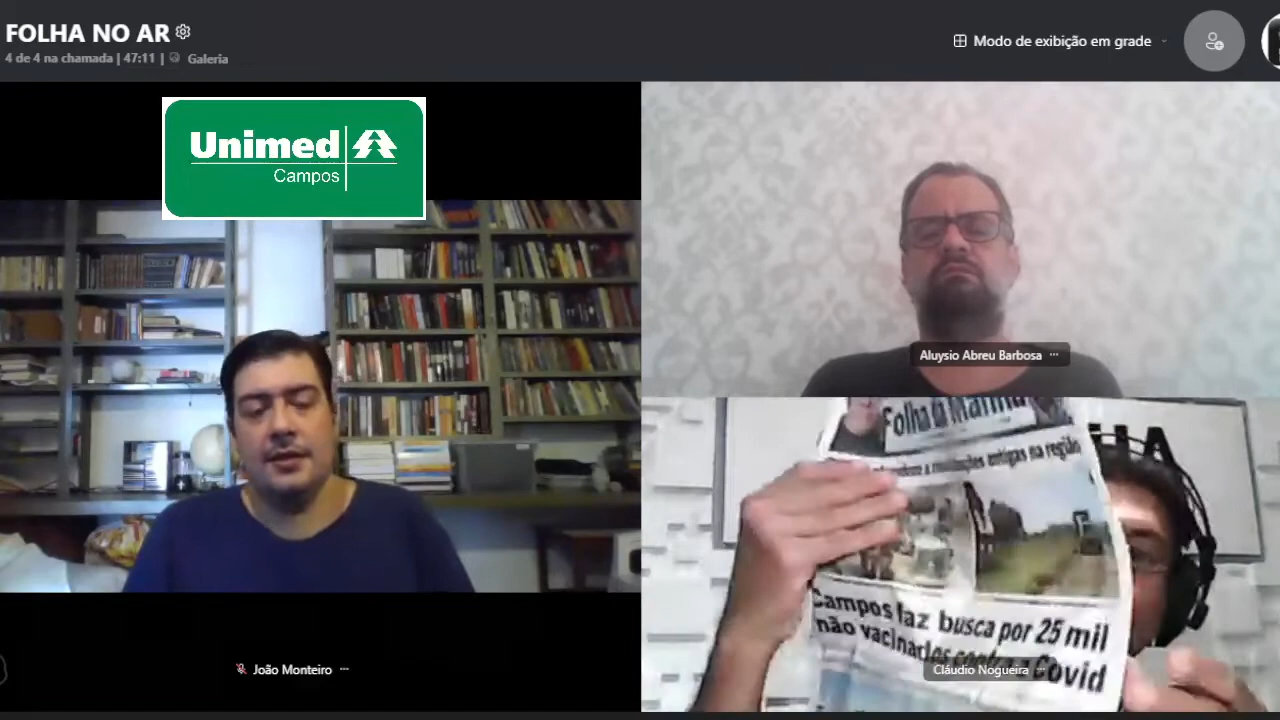 FOLHA NO AR
4 de 4 na chamada | 47:11 | Galeria
Modo de exibição em grade
Unimed
Campos
Aluysio Abreu Barbosa
João Monteiro
Folha da Manhã
antigas na região
Campos faz busca por 25 mil
não vacinados contra Covid
Cláudio Nogueira